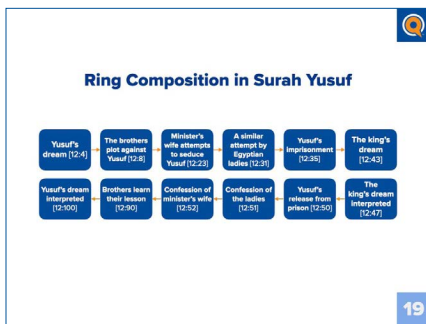 Ring Composition in Surah Yusuf
Yusuf's
dream [12:4]
The brothers
plot against
Yusuf [12:8]
Minister's
wife attempts
to seduce
Yusuf [12:23]
A similar
attempt by
Egyptian
ladies [12:31]
Yusuf's
imprisonment
[12:35]
The king's
dream
[12:43]
Yusuf's dream
interpreted
[12:100]
Brothers learn
their lesson
[12:90]
Confession of
minister's wife
[12:52]
Confession of
the ladies
[12:51]
Yusuf's
release from
prison [12:50]
The
king's dream
interpreted
[12:47]
19